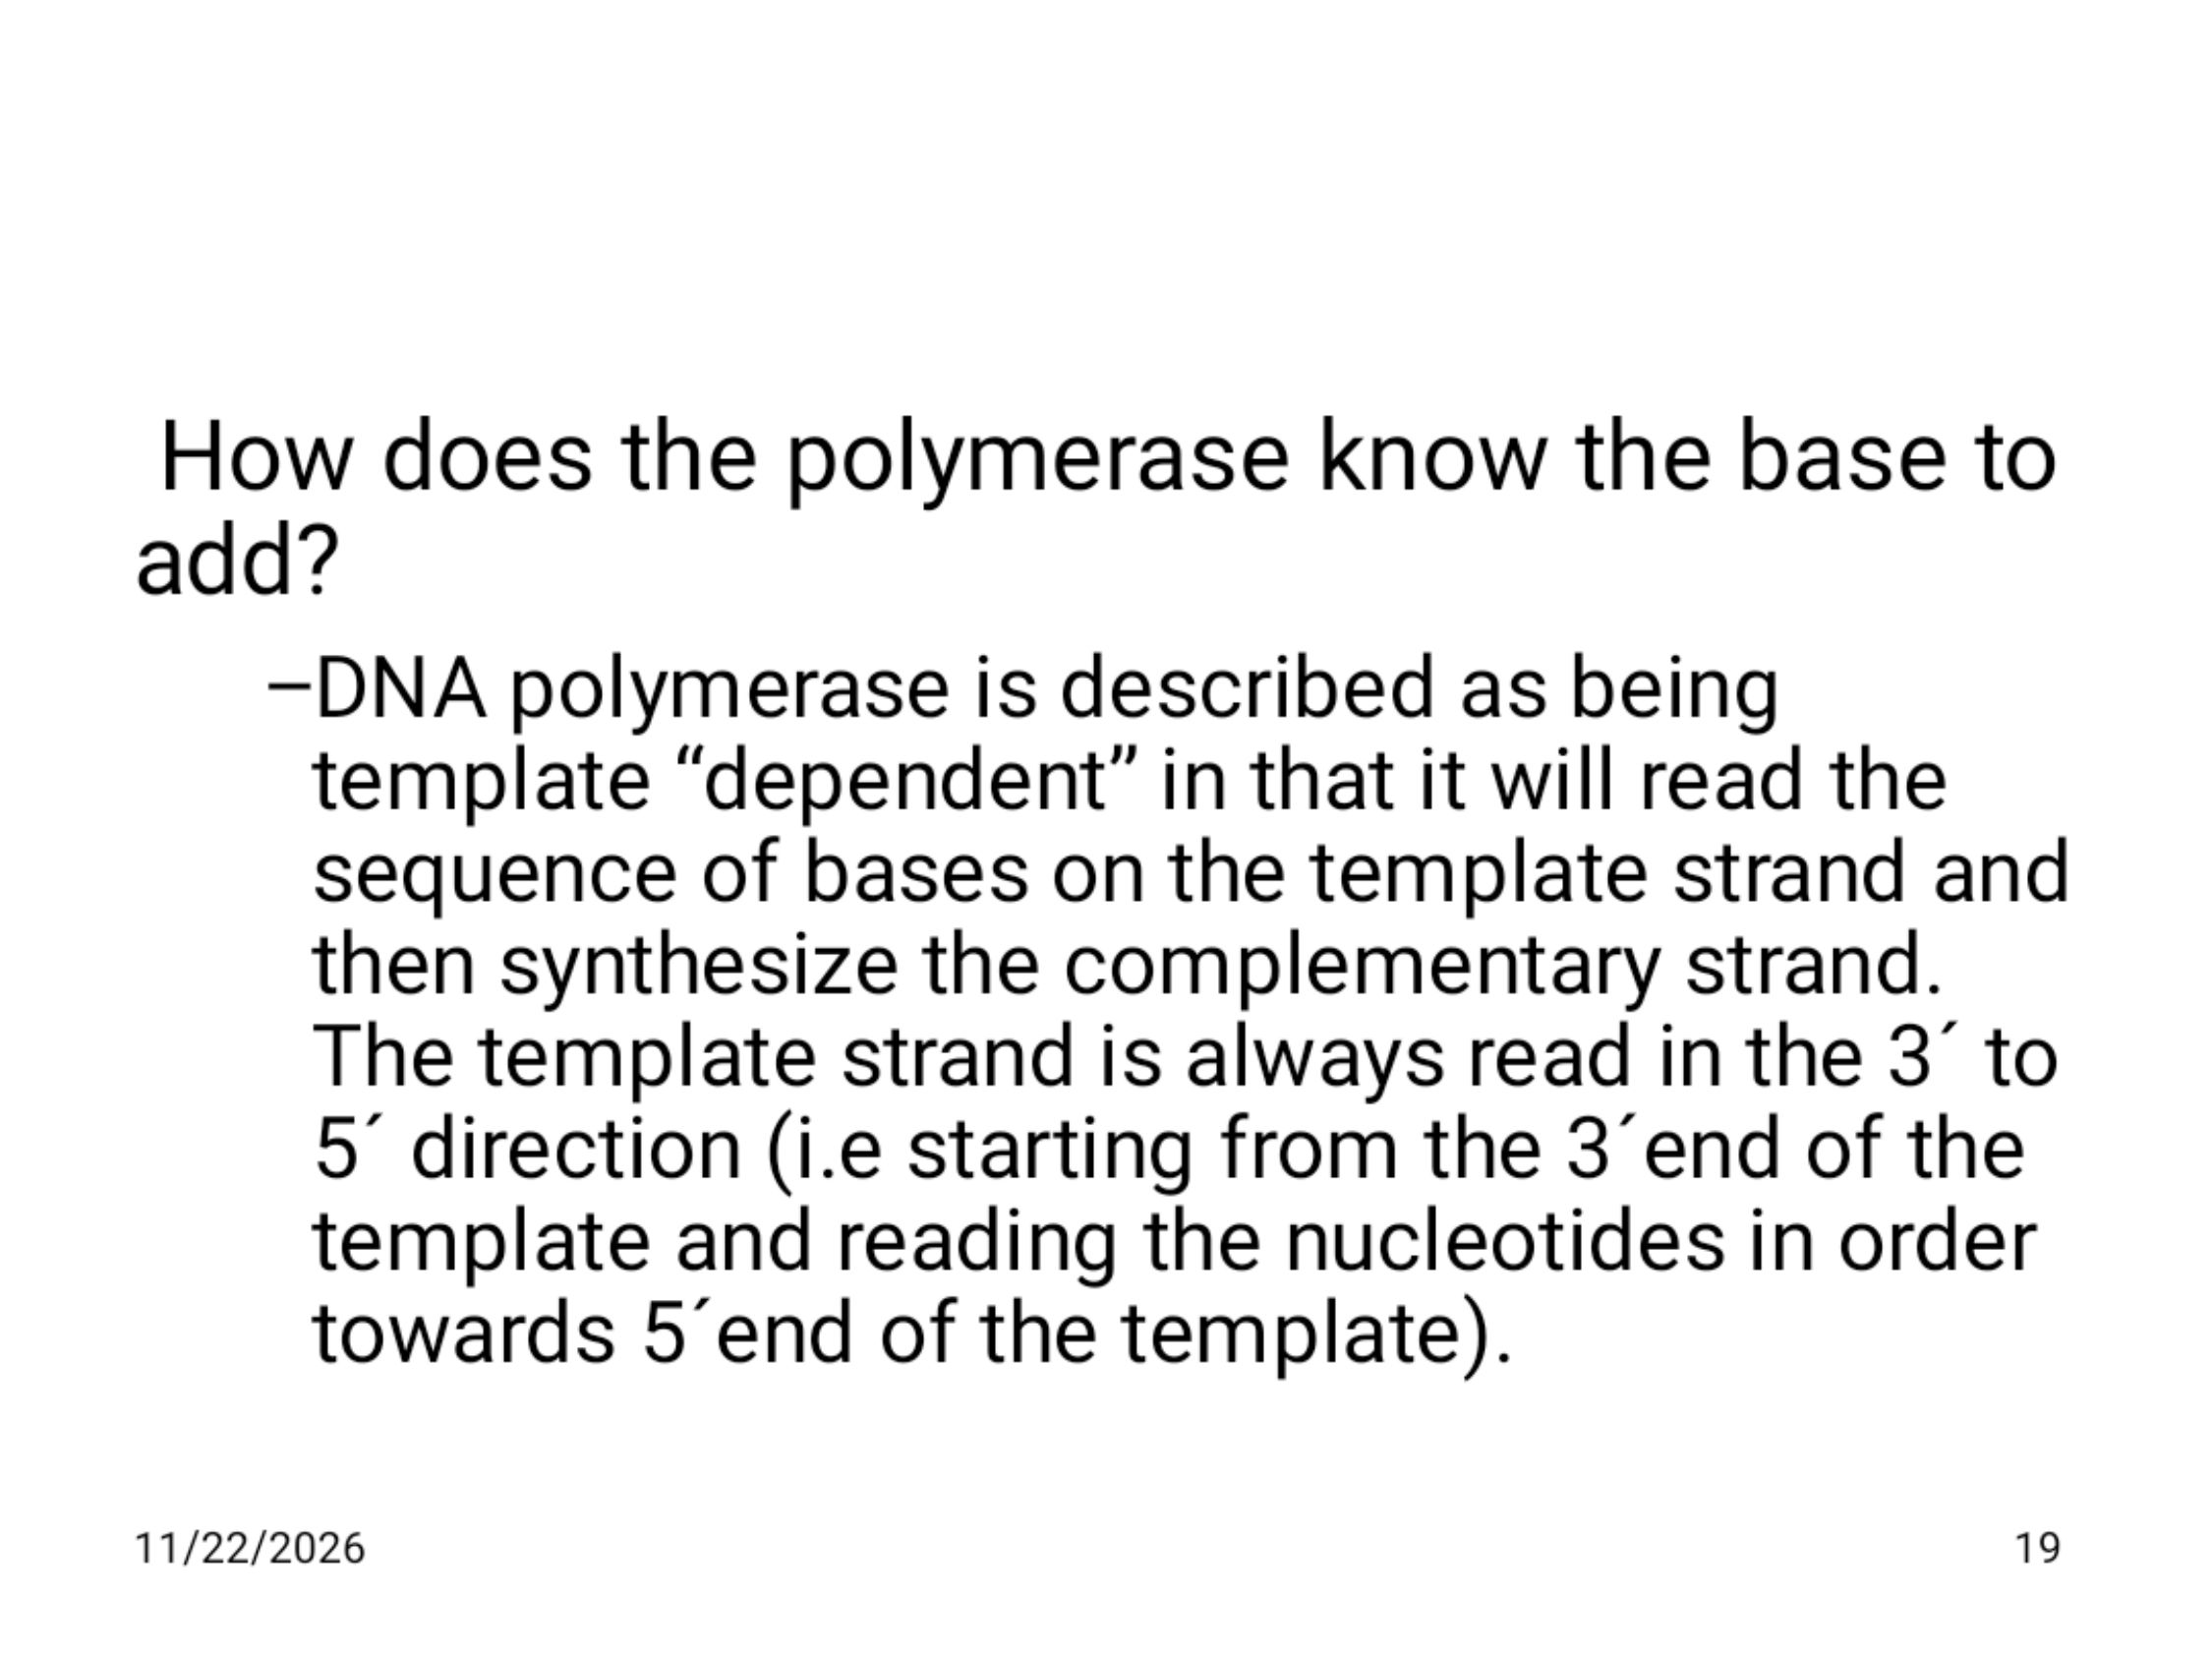 How does the polymerase know the base to
add?
–DNA polymerase is described as being
template “dependent” in that it will read the
sequence of bases on the template strand and
then synthesize the complementary strand.
The template strand is always read in the 3´ to
5´ direction (i.e starting from the 3´end of the
template and reading the nucleotides in order
towards 5´end of the template).
11/22/2026
19